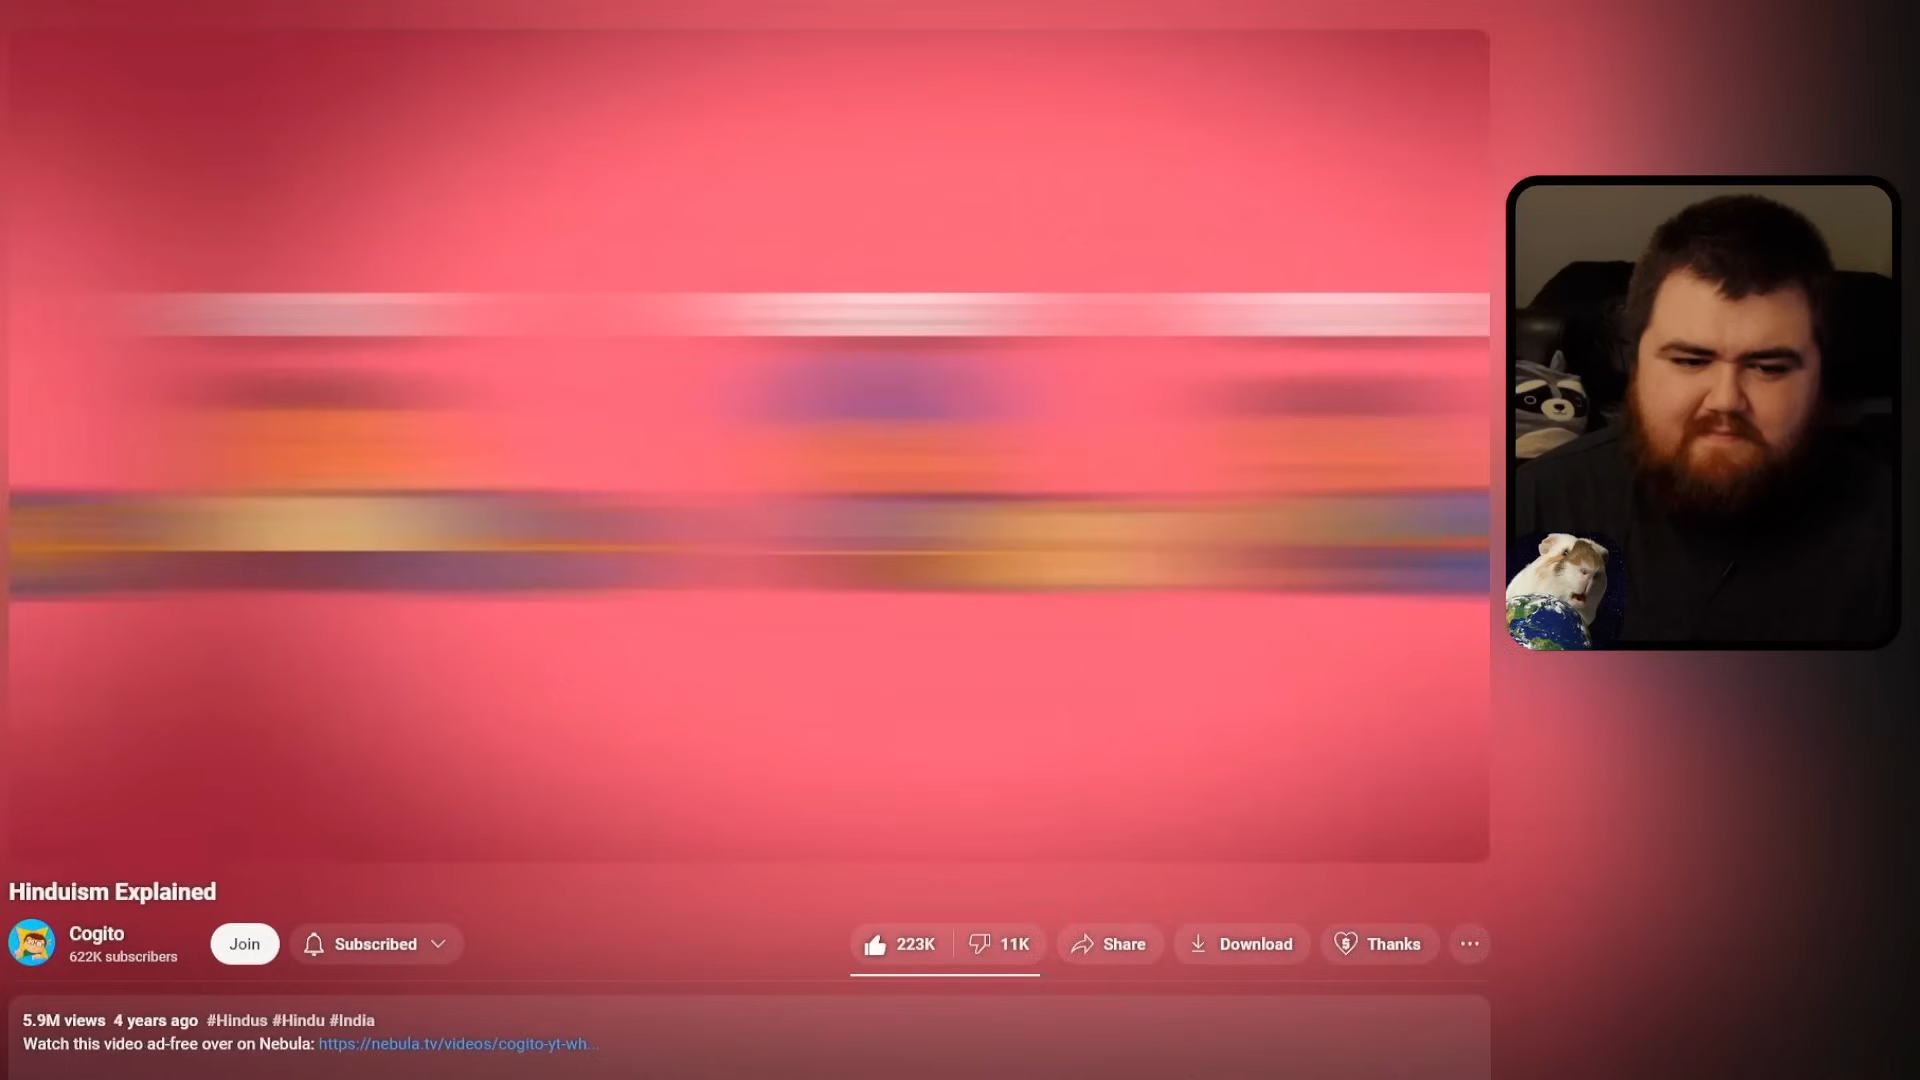 Hinduism Explained
Cogito
622K subscribers
Join
Subscribed
223K
11K
Share
Download
Thanks
5.9M views 4 years ago #Hindus #Hindu #India
Watch this video ad-free over on Nebula: https://nebula.tv/videos/cogito-yt-wh...